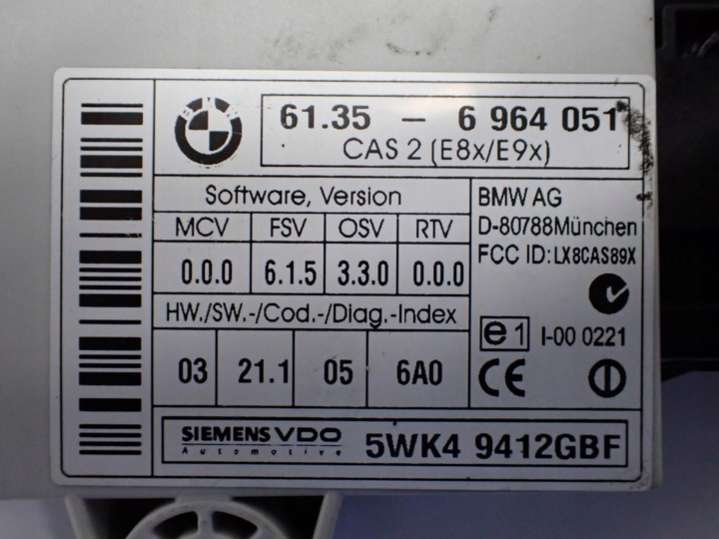 BMW
61.35 – 6 964 051
CAS 2 (E8x/E9x)
Software, Version
MCV FSV OSV RTV
0.0.0 6.1.5 3.3.0 0.0.0
HW./SW.-/Cod.-/Diag.-Index
03 21.1 05 6A0
BMW AG
D-80788München
FCC ID: LX8CAS89X
e1 I-00 0221
CE
SIEMENS VDO
Automotive
5WK4 9412GBF